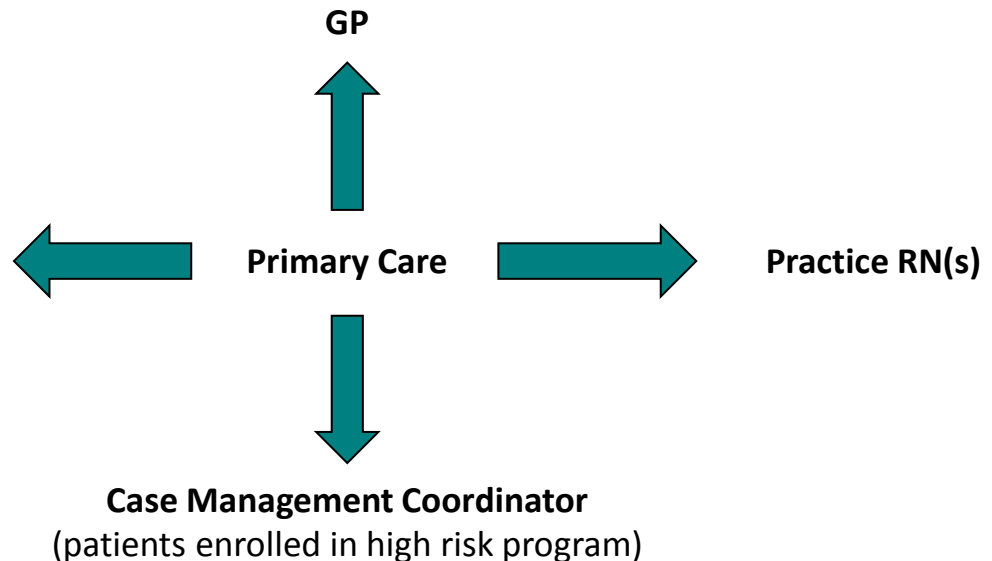 GP
Primary Care
Practice RN(s)
Case Management Coordinator
(patients enrolled in high risk program)